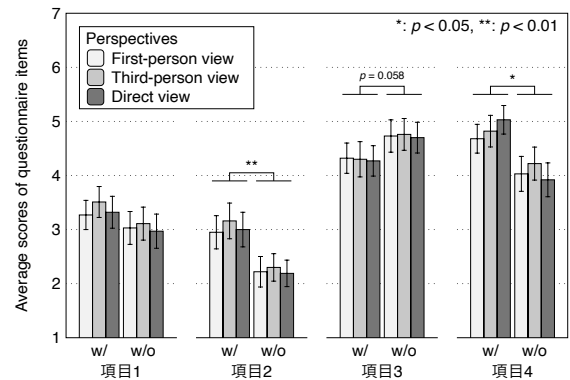 7
6
5
4
3
2
1
Average scores of questionnaire items
*: p < 0.05, **: p < 0.01
Perspectives
First-person view
Third-person view
Direct view
**
p = 0.058
*
w/ w/o w/ w/o w/ w/o w/ w/o
項目1 項目2 項目3 項目4